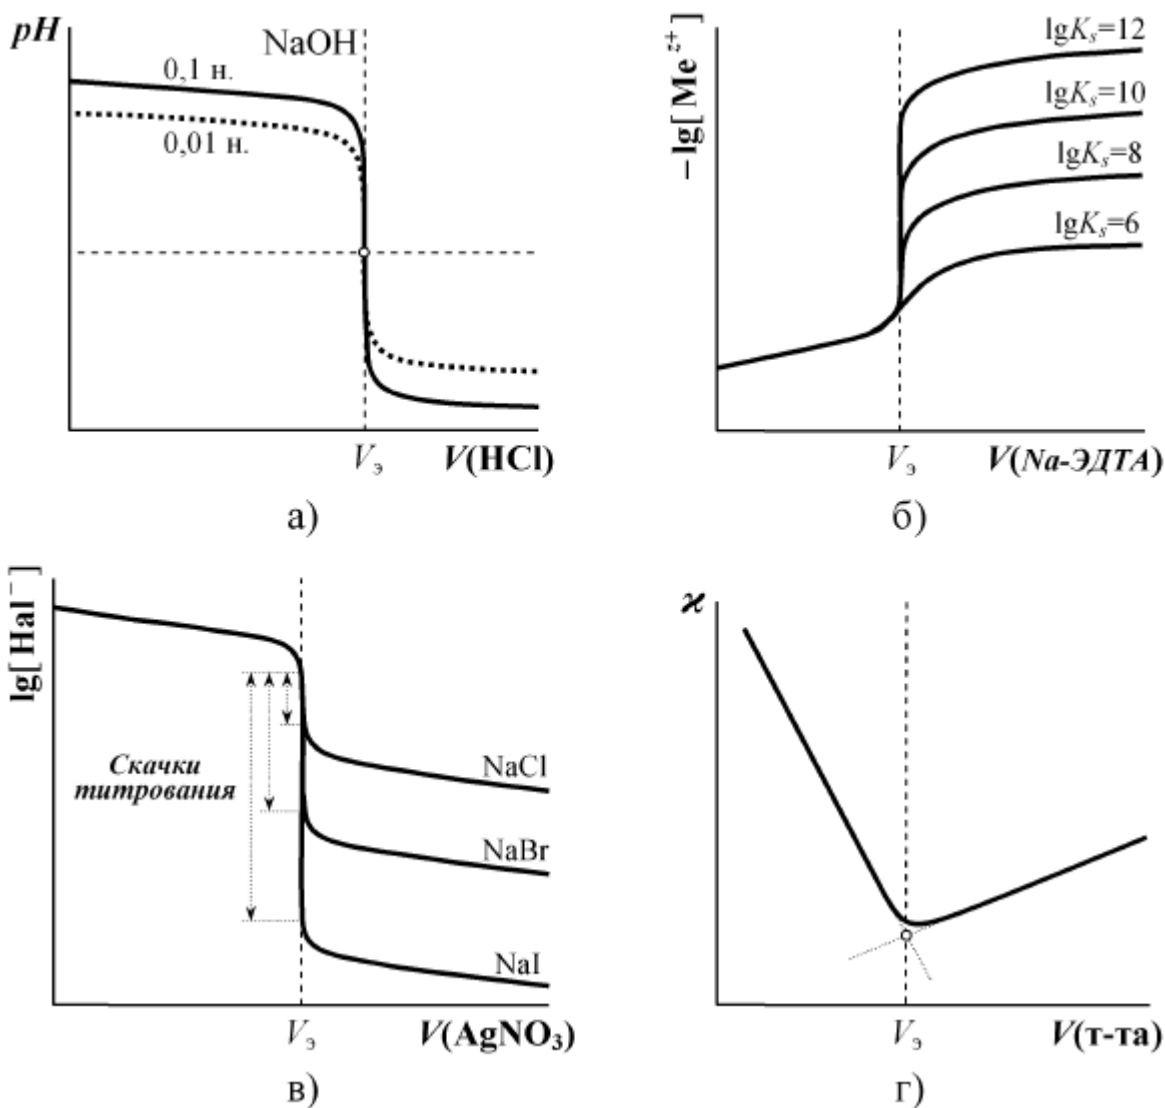 pH
NaOH
0,1 н.
0,01 н.
Vэ
V(HCl)
а)
−lg[Me^z+]
lgKs=12
lgKs=10
lgKs=8
lgKs=6
Vэ
V(Na-ЭДТА)
б)
lg[Hal⁻]
Скачки
титрования
NaCl
NaBr
NaI
Vэ
V(AgNO₃)
в)
ϰ
Vэ
V(т-та)
г)